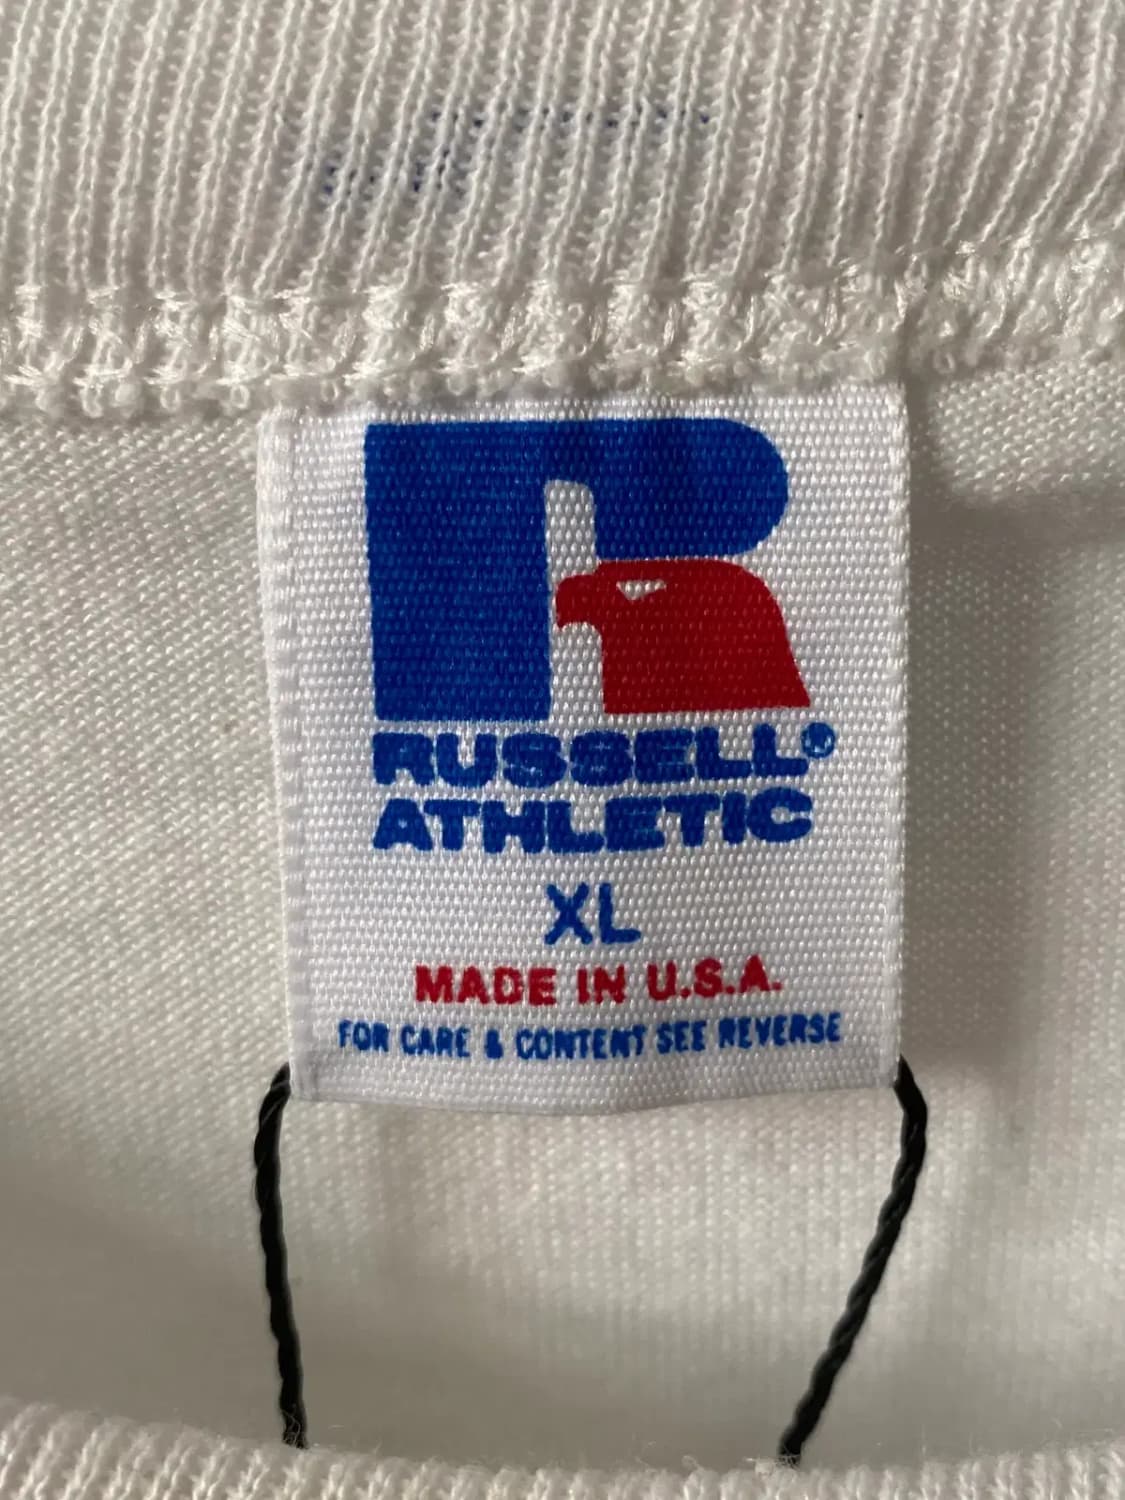 R
RUSSELL®
ATHLETIC
XL
MADE IN U.S.A.
FOR CARE & CONTENT SEE REVERSE